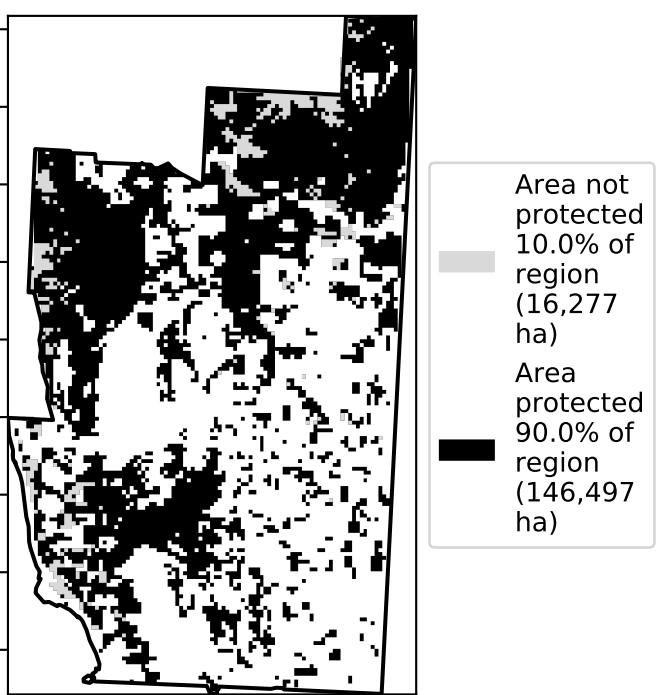 Area not
protected
10.0% of
region
(16,277
ha)
Area
protected
90.0% of
region
(146,497
ha)